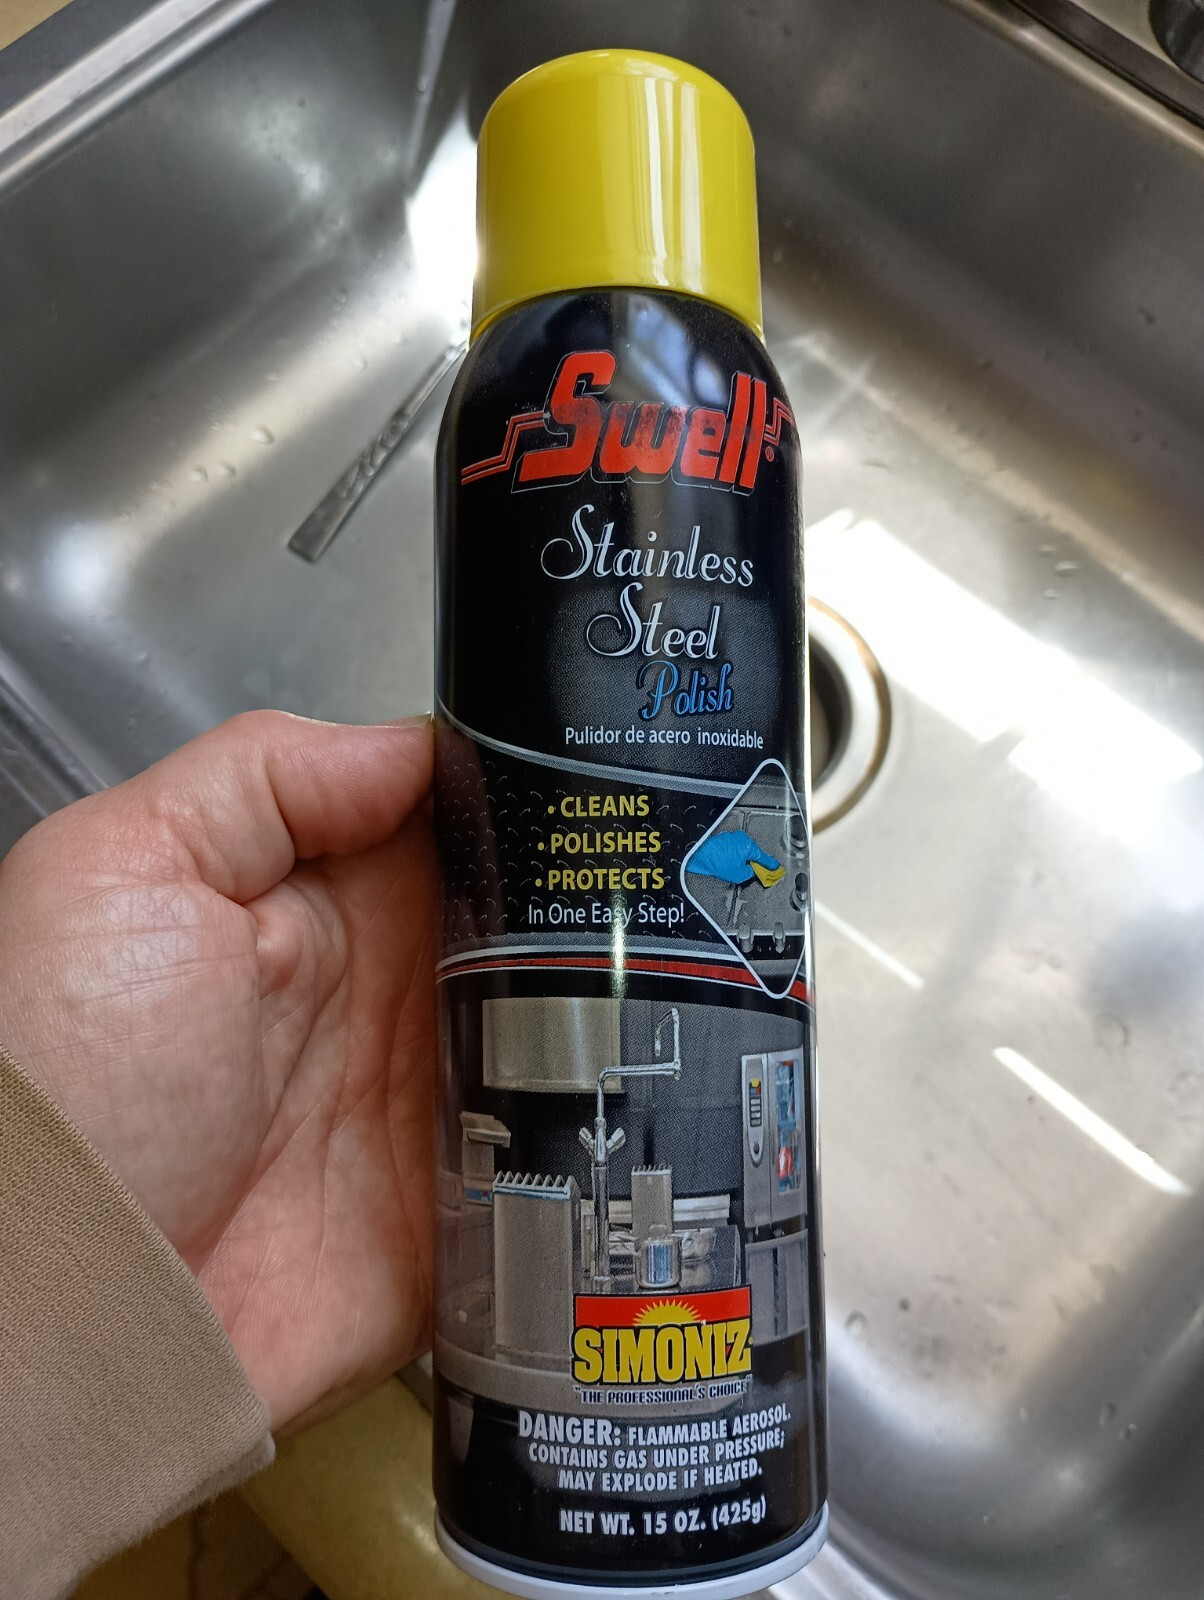 Swell®
Stainless
Steel
Polish
Pulidor de acero inoxidable
• CLEANS
• POLISHES
• PROTECTS
In One Easy Step!
SIMONIZ
"THE PROFESSIONAL'S CHOICE"
DANGER: FLAMMABLE AEROSOL.
CONTAINS GAS UNDER PRESSURE;
MAY EXPLODE IF HEATED.
NET WT. 15 OZ. (425g)